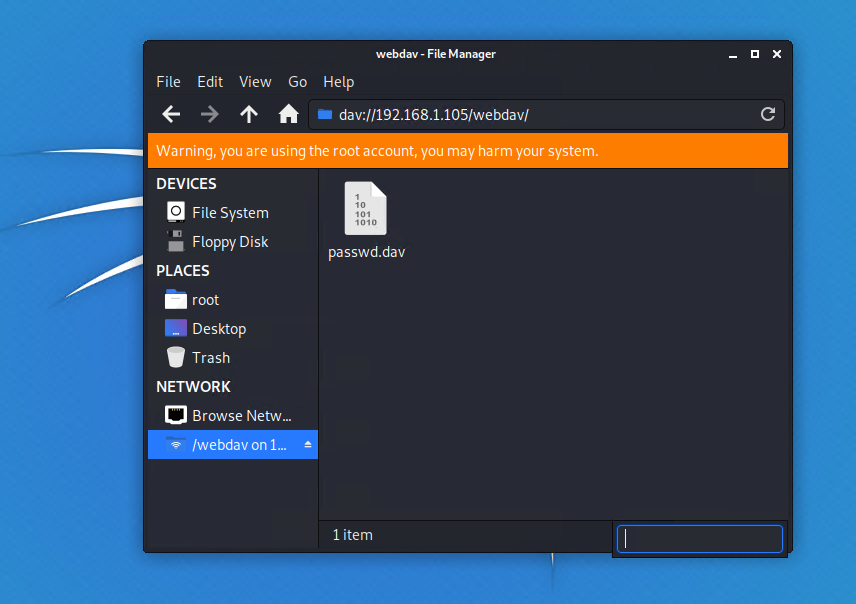 webdav - File Manager
File Edit View Go Help
dav://192.168.1.105/webdav/
Warning, you are using the root account, you may harm your system.
DEVICES
File System
Floppy Disk
PLACES
root
Desktop
Trash
NETWORK
Browse Netw...
/webdav on 1...
1
10
101
1010
passwd.dav
1 item